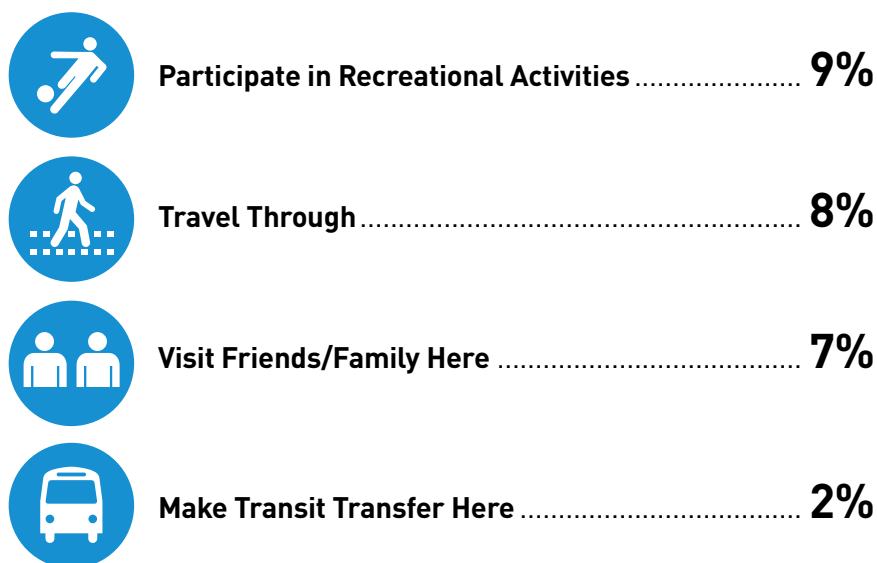 Participate in Recreational Activities ................... 9%
Travel Through .................................................. 8%
Visit Friends/Family Here ................................... 7%
Make Transit Transfer Here ................................ 2%